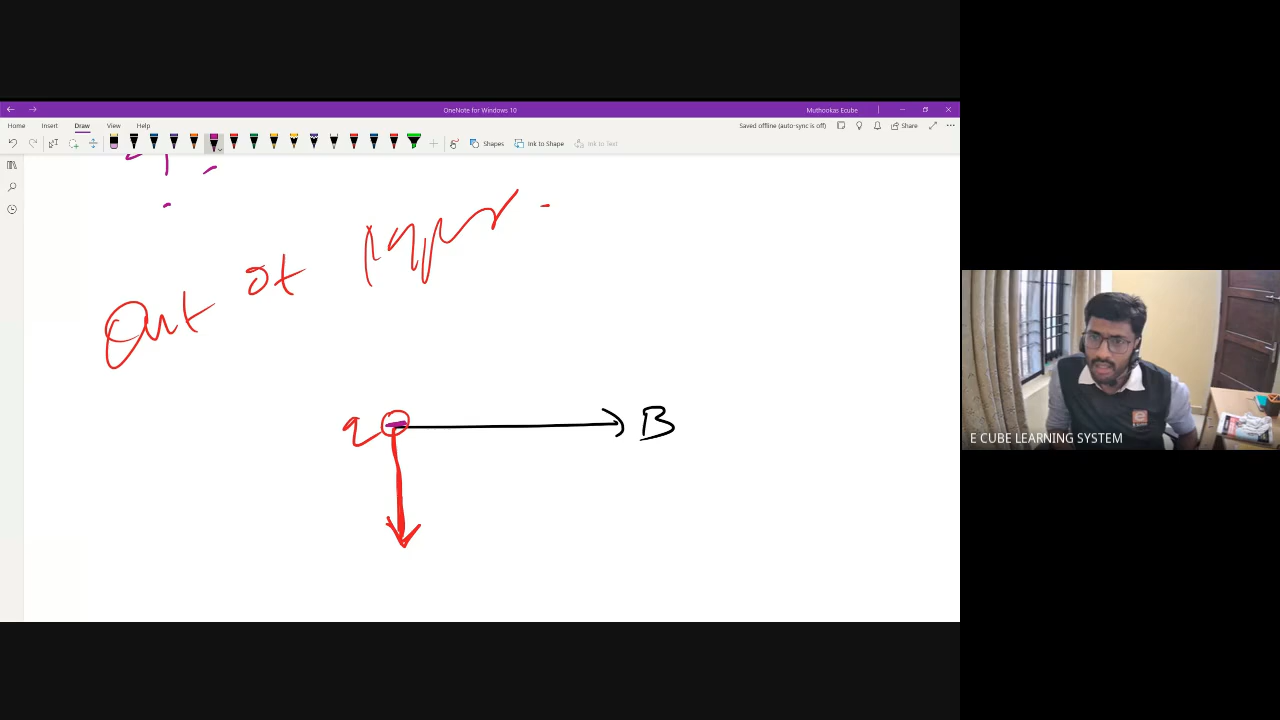 OneNote for Windows 10
Muthookas Ecube
Home Insert Draw View Help
Saved offline (auto-sync is off)
Share
Shapes
Ink to Shape
Ink to Text
Out of
q
B
E CUBE LEARNING SYSTEM